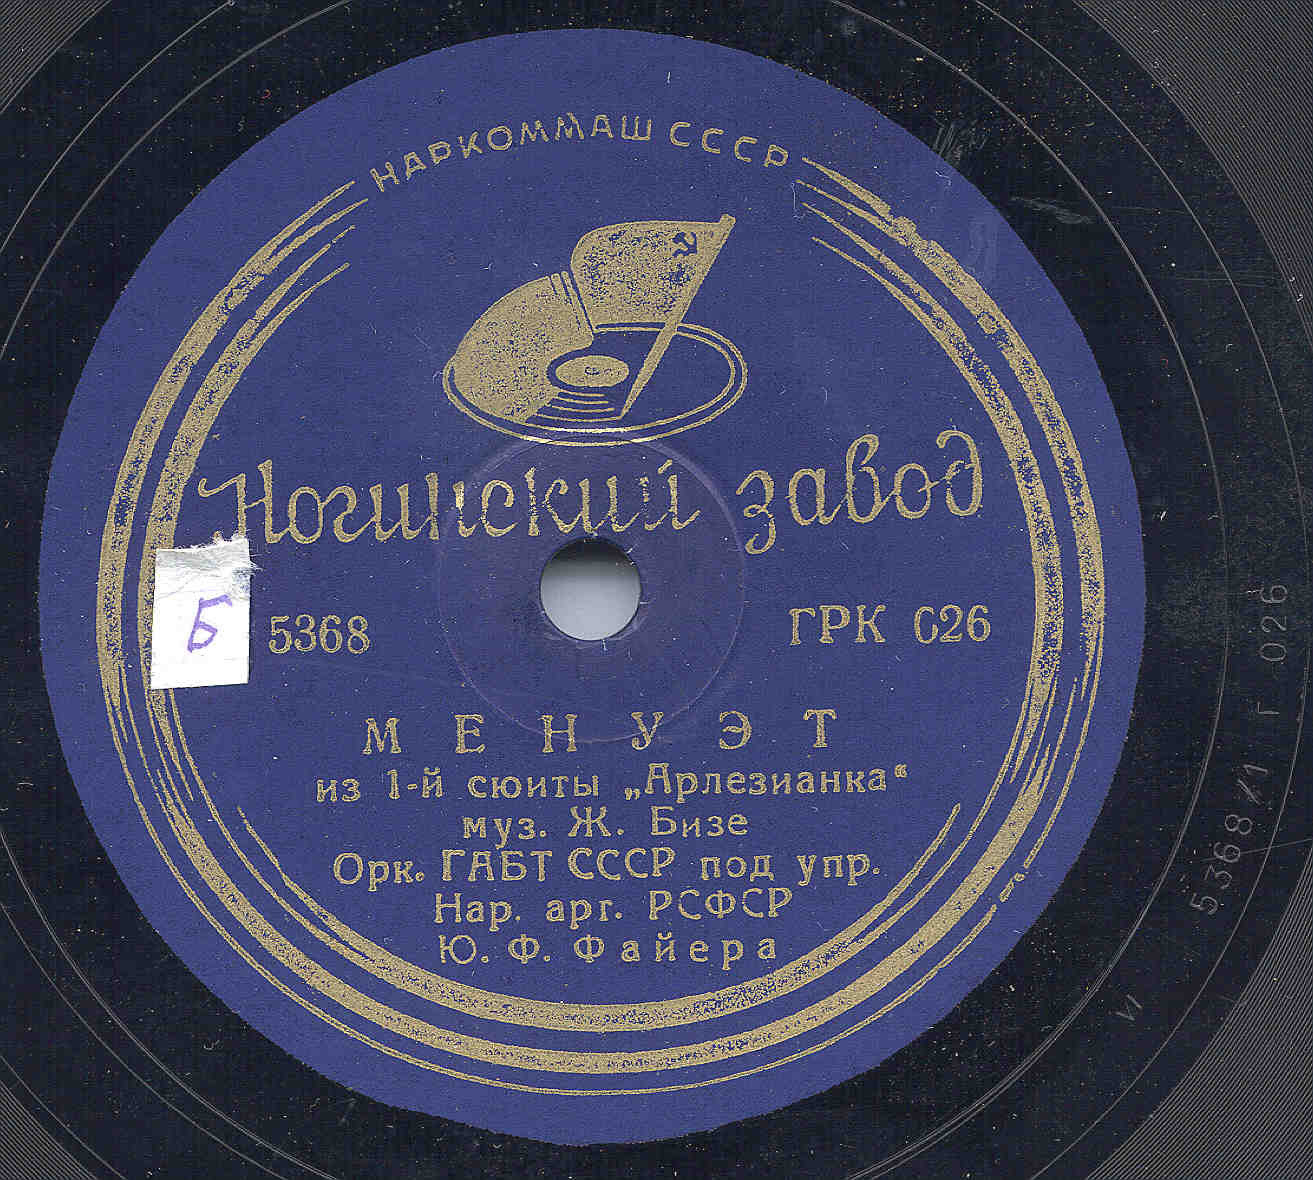 НАРКОММАШ СССР
Ногинский завод
Б
5368
ГРК 026
МЕНУЭТ
из 1-й сюиты „Арлезианка“
муз. Ж. Бизе
Орк. ГАБТ СССР под упр.
Нар. арт. РСФСР
Ю. Ф. Файера
5368/1 Г 026
И